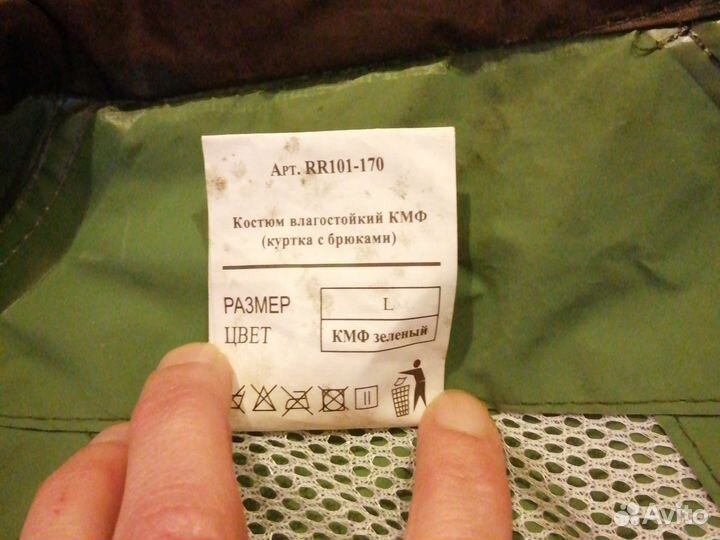 Арт. RR101-170
Костюм влагостойкий КМФ
(куртка с брюками)
РАЗМЕР L
ЦВЕТ КМФ зеленый
Avito